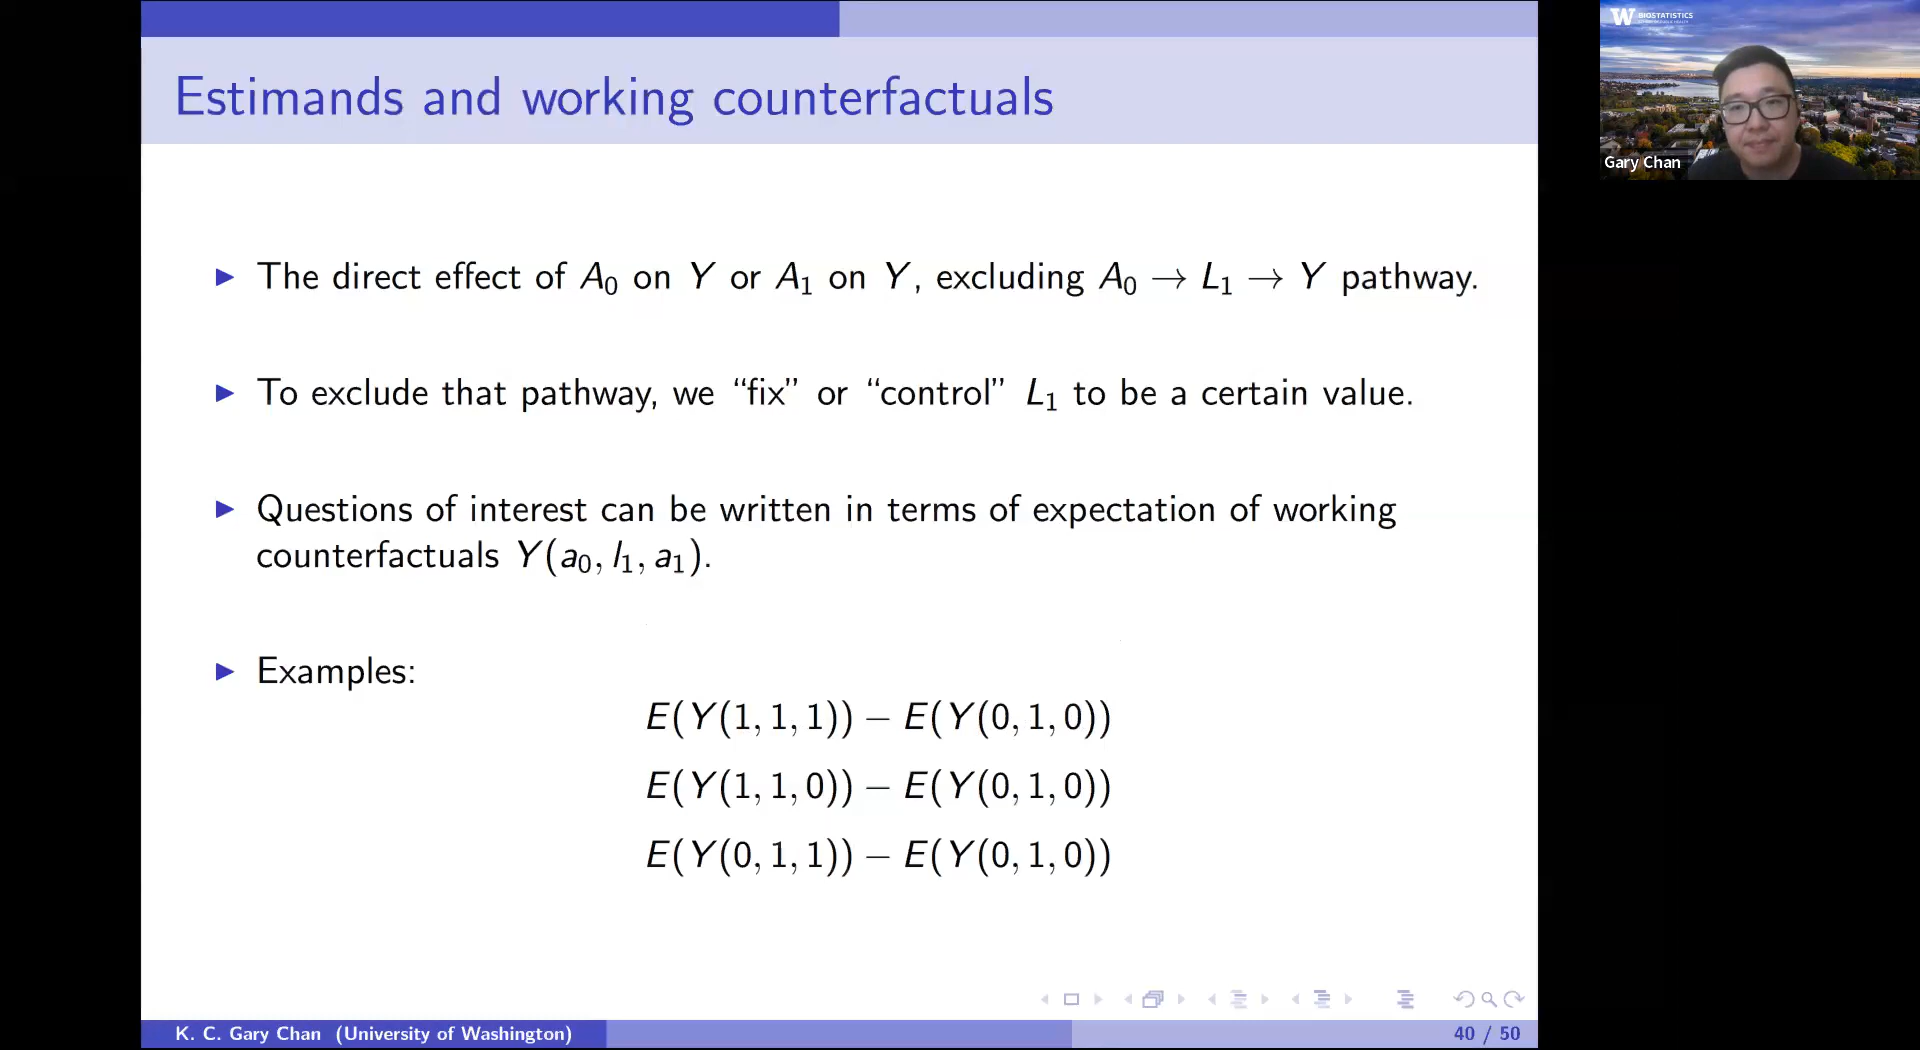 Estimands and working counterfactuals
The direct effect of A₀ on Y or A₁ on Y, excluding A₀ → L₁ → Y pathway.
To exclude that pathway, we “fix” or “control” L₁ to be a certain value.
Questions of interest can be written in terms of expectation of working
counterfactuals Y(a₀, l₁, a₁).
Examples:
E(Y(1, 1, 1)) − E(Y(0, 1, 0))
E(Y(1, 1, 0)) − E(Y(0, 1, 0))
E(Y(0, 1, 1)) − E(Y(0, 1, 0))
K. C. Gary Chan (University of Washington)
40 / 50
W BIOSTATISTICS
Gary Chan